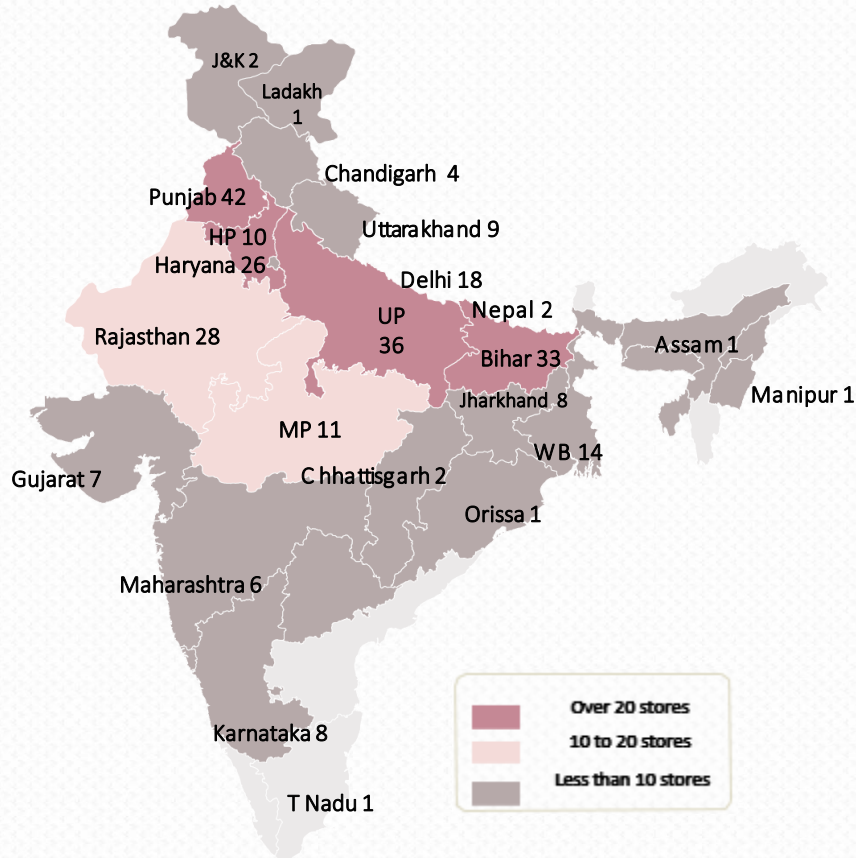 J&K 2
Ladakh
1
Chandigarh 4
Punjab 42
Uttarakhand 9
HP 10
Haryana 26
Delhi 18
Nepal 2
UP
36
Rajasthan 28
Bihar 33
Assam 1
Manipur 1
Jharkhand 8
MP 11
WB 14
Gujarat 7
Chhattisgarh 2
Orissa 1
Maharashtra 6
Karnataka 8
T Nadu 1
Over 20 stores
10 to 20 stores
Less than 10 stores